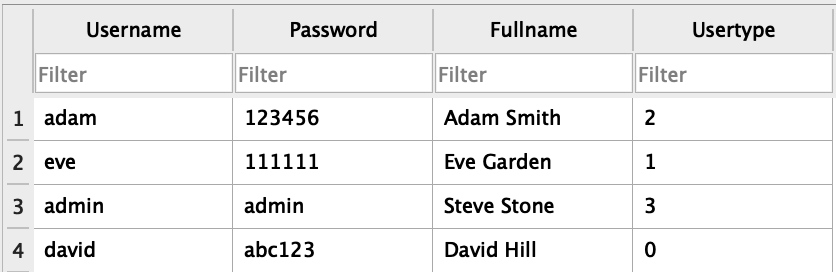 Username Password Fullname Usertype
Filter Filter Filter Filter
1 adam 123456 Adam Smith 2
2 eve 111111 Eve Garden 1
3 admin admin Steve Stone 3
4 david abc123 David Hill 0